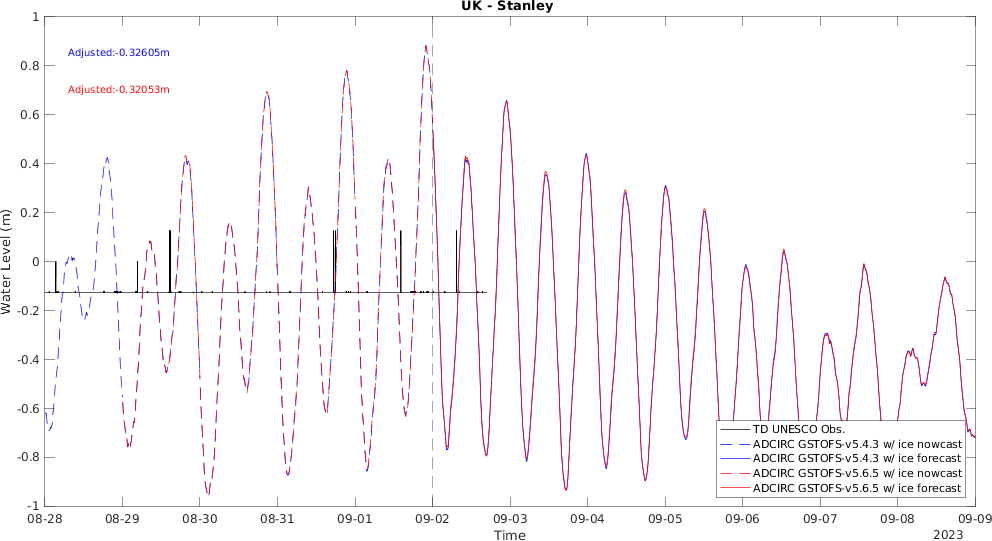 UK - Stanley
Adjusted:-0.32605m
Adjusted:-0.32053m
Water Level (m)
1
0.8
0.6
0.4
0.2
0
-0.2
-0.4
-0.6
-0.8
-1
TD UNESCO Obs.
ADCIRC GSTOFS-v5.4.3 w/ ice nowcast
ADCIRC GSTOFS-v5.4.3 w/ ice forecast
ADCIRC GSTOFS-v5.6.5 w/ ice nowcast
ADCIRC GSTOFS-v5.6.5 w/ ice forecast
08-28 08-29 08-30 08-31 09-01 09-02 09-03 09-04 09-05 09-06 09-07 09-08 09-09
Time
2023